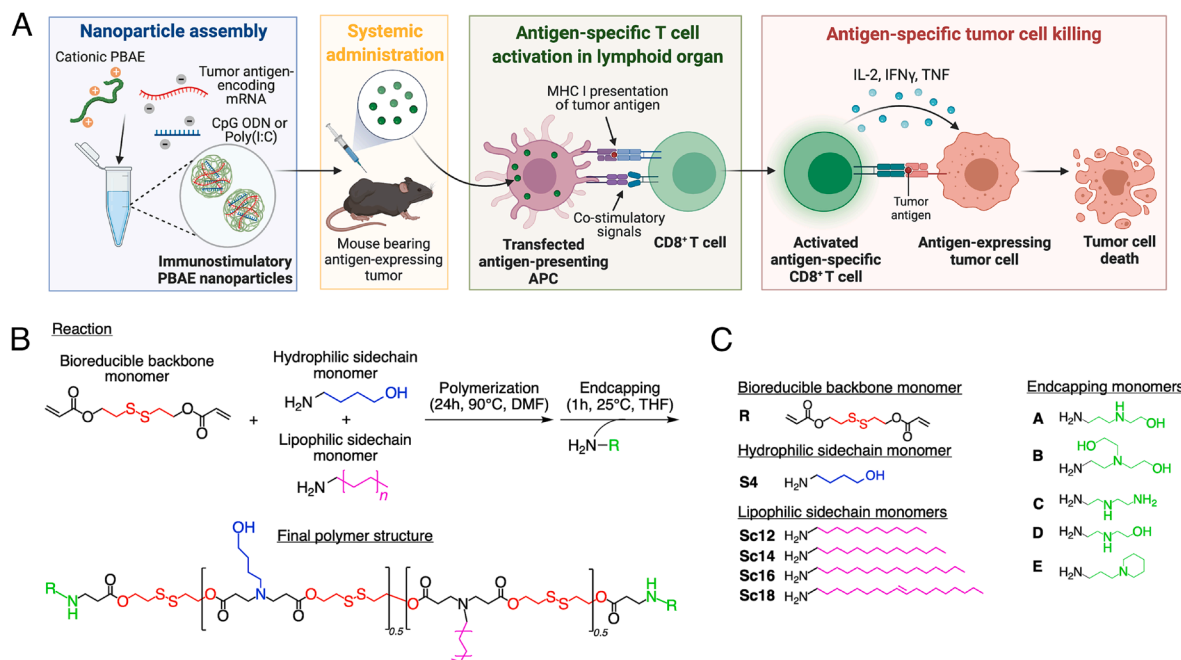 A
Nanoparticle assembly
Cationic PBAE
Tumor antigen-
encoding
mRNA
CpG ODN or
Poly(I:C)
Immunostimulatory
PBAE nanoparticles
Systemic
administration
Mouse bearing
antigen-expressing
tumor
Antigen-specific T cell
activation in lymphoid organ
MHC I presentation
of tumor antigen
Co-stimulatory
signals
Transfected
antigen-presenting
APC
CD8+ T cell
Antigen-specific tumor cell killing
IL-2, IFNγ, TNF
Tumor
antigen
Activated
antigen-specific
CD8+ T cell
Antigen-expressing
tumor cell
Tumor cell
death
B
Reaction
Bioreducible backbone
monomer
O
O
S
S
O
O
+
Hydrophilic sidechain
monomer
H2N
OH
+
Lipophilic sidechain
monomer
H2N
n
Polymerization
(24h, 90°C, DMF)
Endcapping
(1h, 25°C, THF)
H2N–R
Final polymer structure
OH
R
N
H
O
O
S
S
O
O
N
O
O
S
S
0.5
O
O
N
O
O
S
S
O
0.5
O
H
N
R
C
Bioreducible backbone monomer
R
O
O
S
S
O
O
Hydrophilic sidechain monomer
S4
H2N
OH
Lipophilic sidechain monomers
Sc12
H2N
Sc14
H2N
Sc16
H2N
Sc18
H2N
Endcapping monomers
A
H2N
H
N
OH
B
HO
H2N
N
OH
C
H2N
N
H
NH2
D
H2N
N
H
OH
E
H2N
N